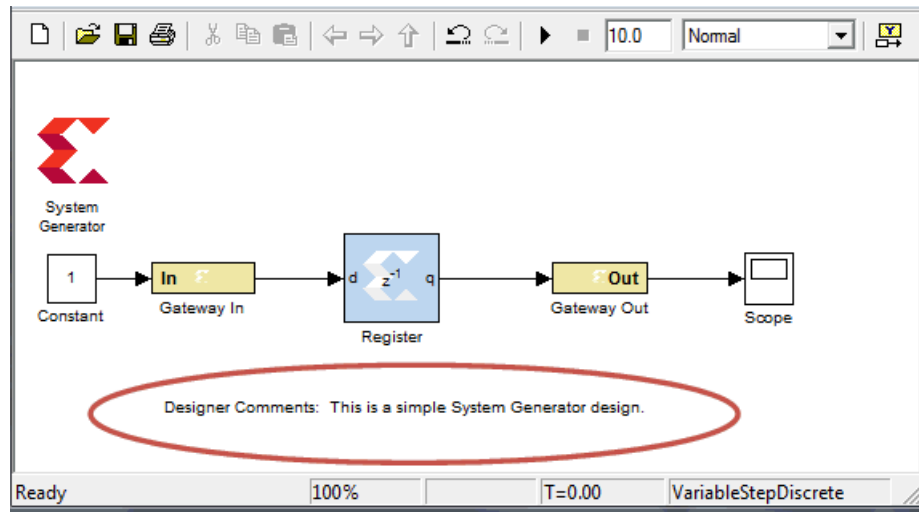 10.0 Normal
System
Generator
1 In d z-1 q Out
Constant Gateway In Register Gateway Out Scope
Designer Comments: This is a simple System Generator design.
Ready 100% T=0.00 VariableStepDiscrete